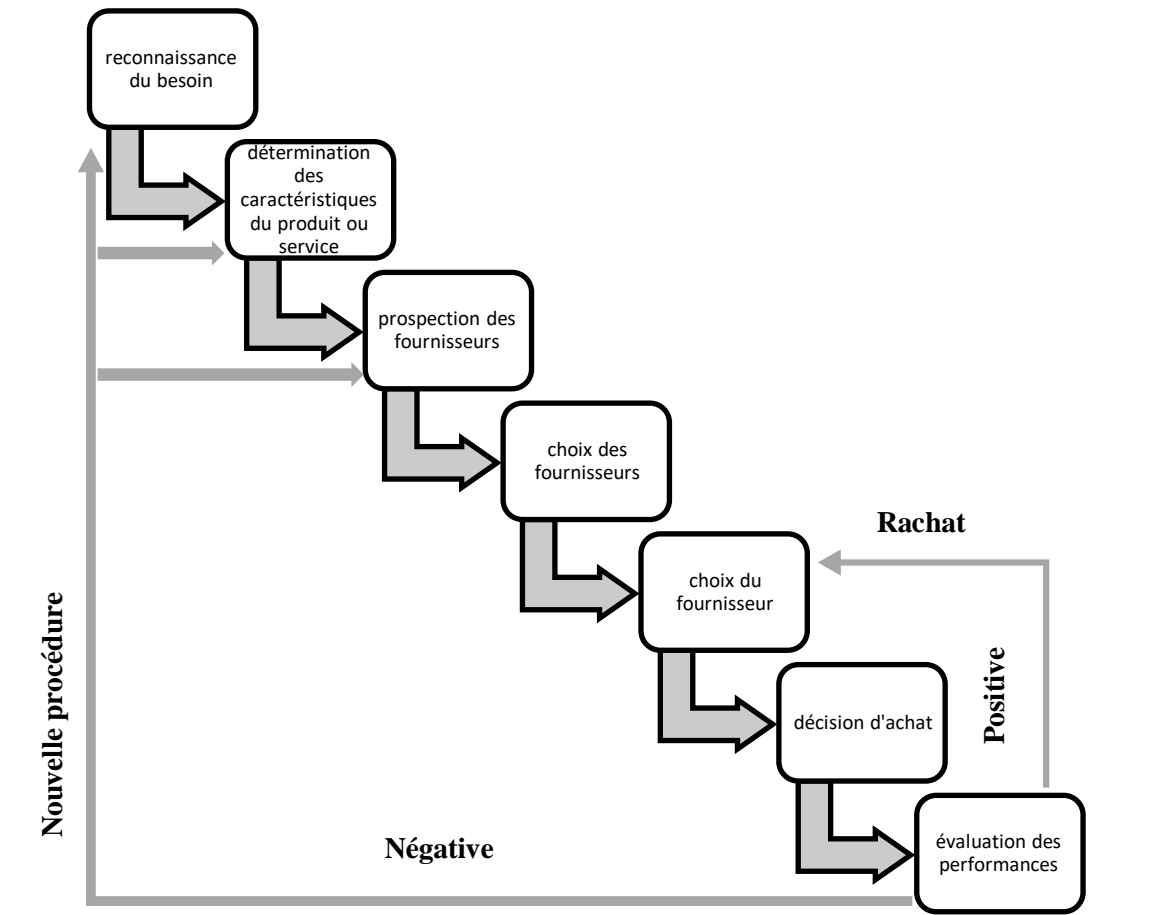 reconnaissance
du besoin
détermination
des
caractéristiques
du produit ou
service
prospection des
fournisseurs
choix des
fournisseurs
Rachat
choix du
fournisseur
Nouvelle procédure
Positive
décision d'achat
Négative
évaluation des
performances